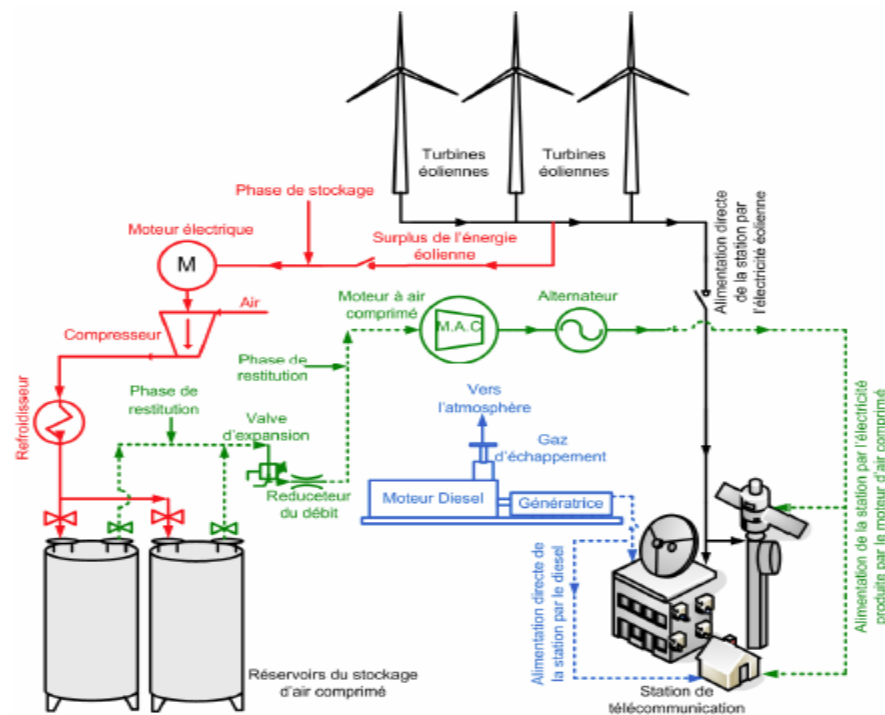 Turbines
éoliennes
Turbines
éoliennes
Phase de stockage
Moteur électrique
M
Surplus de l'énergie
éolienne
Alimentation directe
de la station par
l'électricité éolienne
Air
Compresseur
Moteur à air
comprimé
M.A.C
Alternateur
Phase de
restitution
Refroidisseur
Phase de
restitution
Valve
d'expansion
Reduceteur
du débit
Vers
l'atmosphère
Gaz
d'échappement
Moteur Diesel
Génératrice
Alimentation directe de
la station par le diesel
Alimentation de la station par l'électricité
produite par le moteur d'air comprimé
Réservoirs du stockage
d'air comprimé
Station de
télécommunication